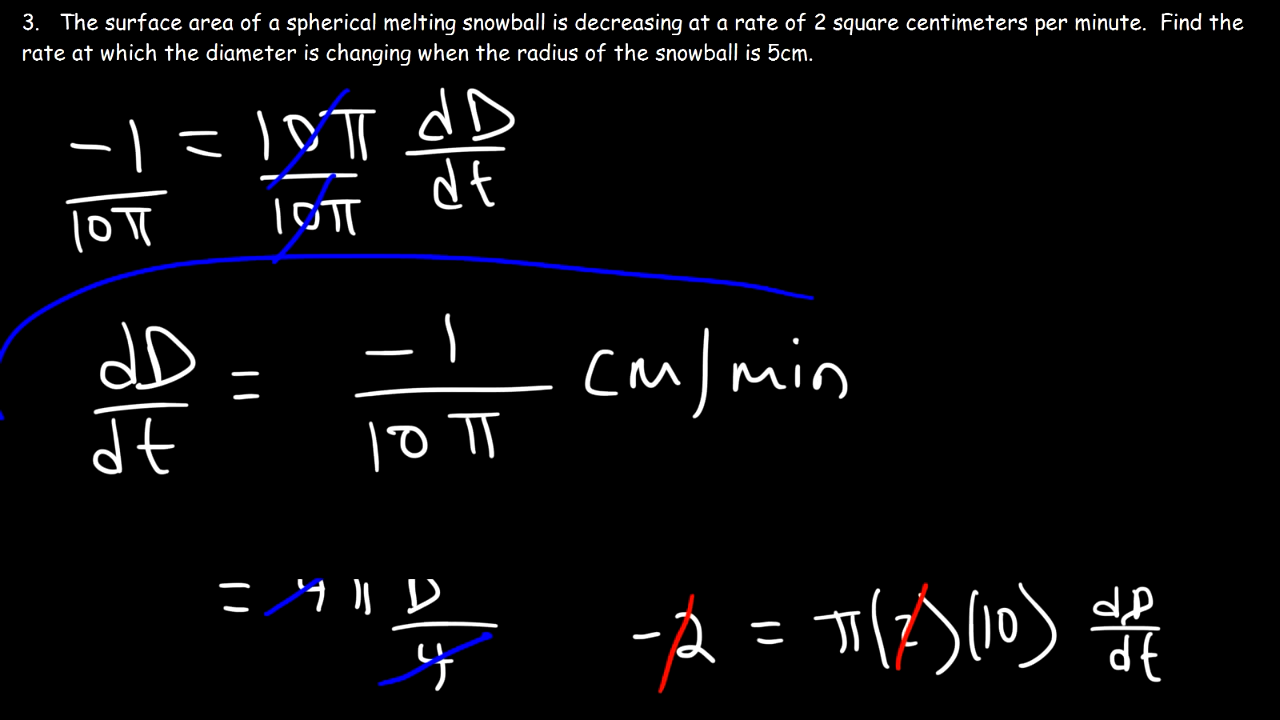 3. The surface area of a spherical melting snowball is decreasing at a rate of 2 square centimeters per minute. Find the
rate at which the diameter is changing when the radius of the snowball is 5cm.
-1/10π = 10π/10π dD/dt
dD/dt = -1/10π cm/min
= 4π D/4
-2 = π(2)(10) dD/dt